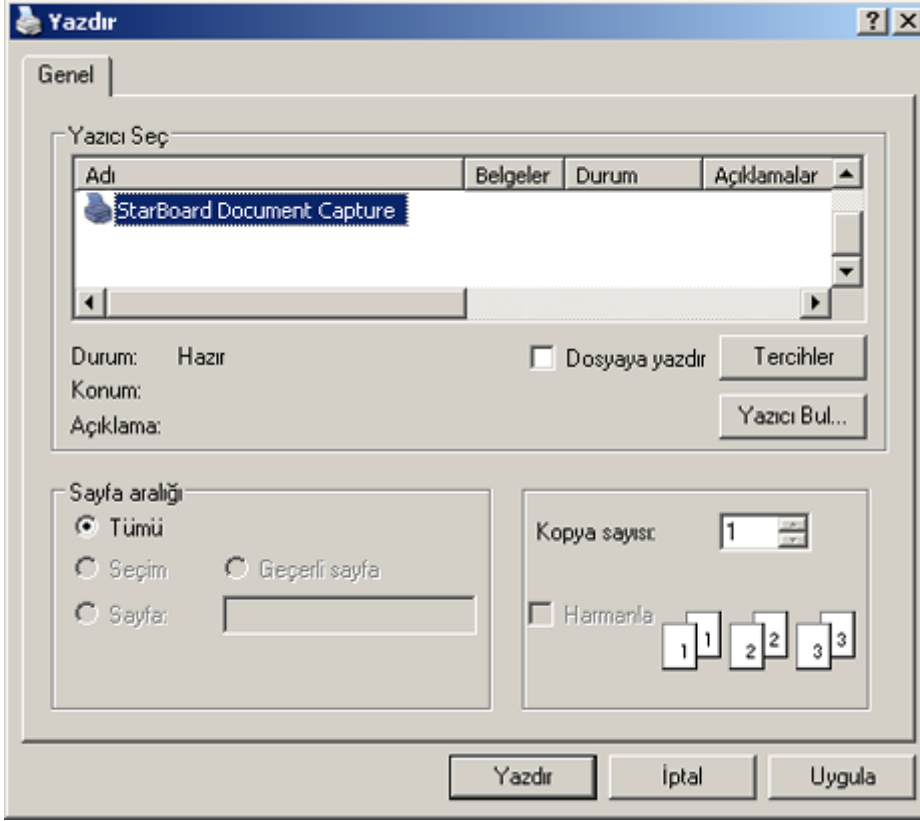 Yazdır
Genel
Yazıcı Seç
Adı Belgeler Durum Açıklamalar
StarBoard Document Capture
Durum: Hazır Dosyaya yazdır Tercihler
Konum:
Açıklama: Yazıcı Bul...
Sayfa aralığı
Tümü
Seçim Geçerli sayfa
Sayfa:
Kopya sayısı: 1
Harmanla
1 1 2 2 3 3
Yazdır İptal Uygula